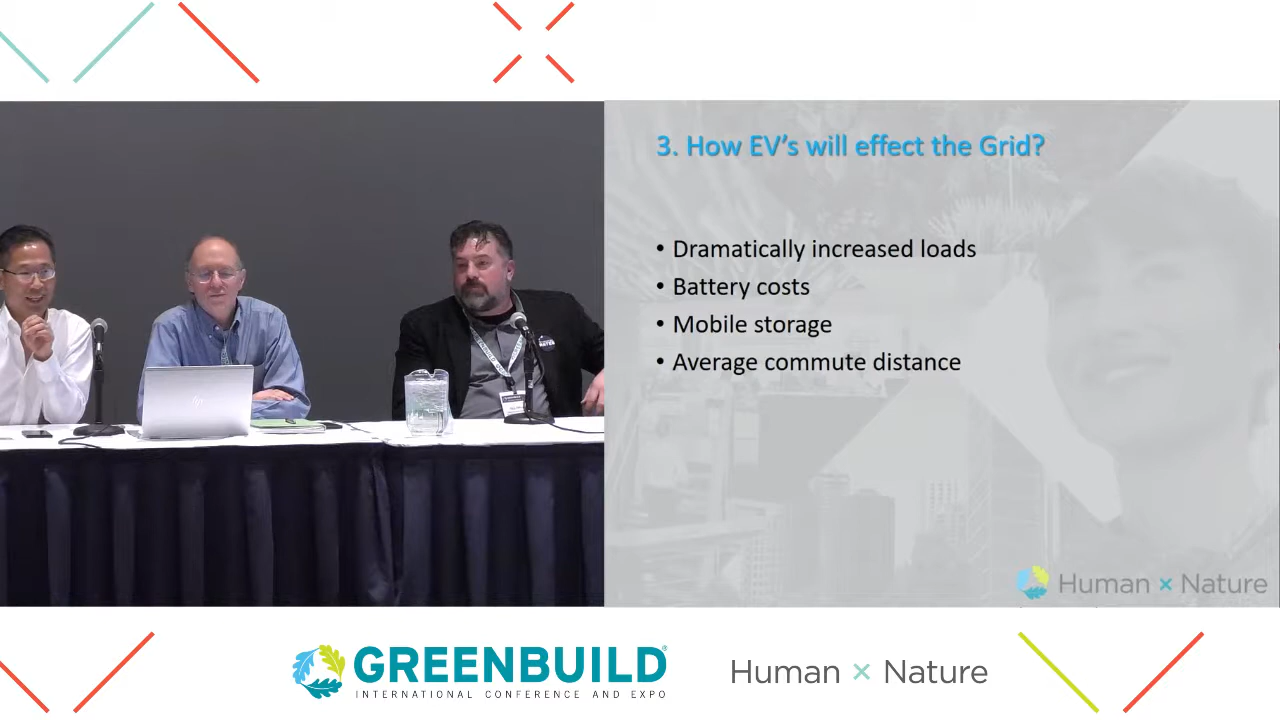 3. How EV's will effect the Grid?
• Dramatically increased loads
• Battery costs
• Mobile storage
• Average commute distance
Human × Nature
GREENBUILD®
INTERNATIONAL CONFERENCE AND EXPO
Human × Nature